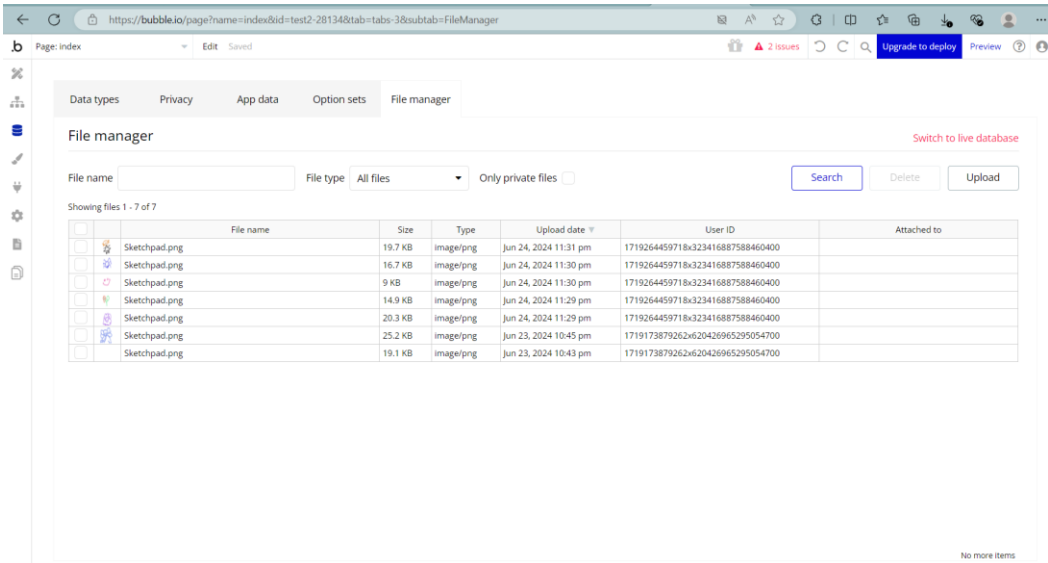 https://bubble.io/page?name=index&id=test2-28134&tab=tabs-3&subtab=FileManager
.b Page: index Edit Saved 2 issues Upgrade to deploy Preview
Data types Privacy App data Option sets File manager
File manager
Switch to live database
File name File type All files Only private files Search Delete Upload
Showing files 1 - 7 of 7
File name Size Type Upload date User ID Attached to
Sketchpad.png 19.7 KB image/png Jun 24, 2024 11:31 pm 1719264459718x323416887588460400
Sketchpad.png 16.7 KB image/png Jun 24, 2024 11:30 pm 1719264459718x323416887588460400
Sketchpad.png 9 KB image/png Jun 24, 2024 11:30 pm 1719264459718x323416887588460400
Sketchpad.png 14.9 KB image/png Jun 24, 2024 11:29 pm 1719264459718x323416887588460400
Sketchpad.png 20.3 KB image/png Jun 24, 2024 11:29 pm 1719264459718x323416887588460400
Sketchpad.png 25.2 KB image/png Jun 23, 2024 10:45 pm 1719173879262x620426965295054700
Sketchpad.png 19.1 KB image/png Jun 23, 2024 10:43 pm 1719173879262x620426965295054700
No more items